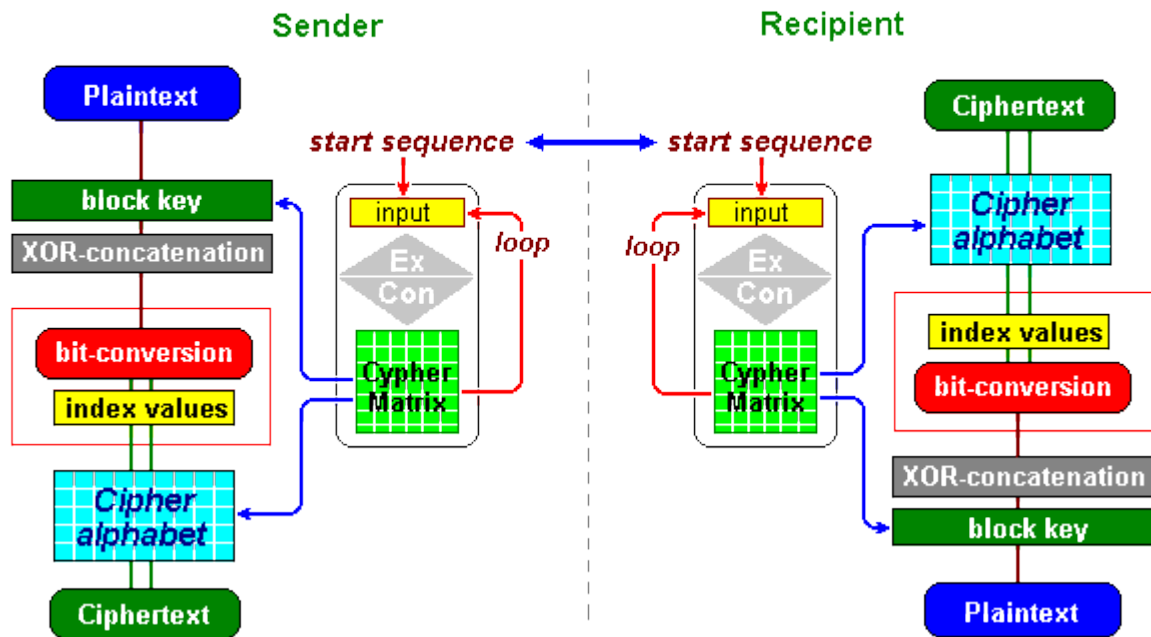 Sender
Plaintext
start sequence
block key
input
XOR-concatenation
loop
Ex
Con
bit-conversion
index values
Cypher
Matrix
Cipher
alphabet
Ciphertext
Recipient
Ciphertext
start sequence
input
Cipher
alphabet
loop
Ex
Con
index values
Cypher
Matrix
bit-conversion
XOR-concatenation
block key
Plaintext